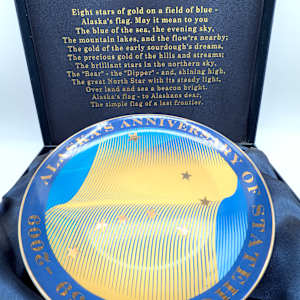 Eight stars of gold on a field of blue -
Alaska's flag. May it mean to you
The blue of the sea, the evening sky,
The mountain lakes, and the flow'rs nearby;
The gold of the early sourdough's dreams,
The precious gold of the hills and streams;
The brilliant stars in the northern sky,
The "Bear" - the "Dipper" - and, shining high,
The great North Star with its steady light,
Over land and sea a beacon bright.
Alaska's flag - to Alaskans dear,
The simple flag of a last frontier.
ALASKA'S ANNIVERSARY OF STATEH
59 - 2009